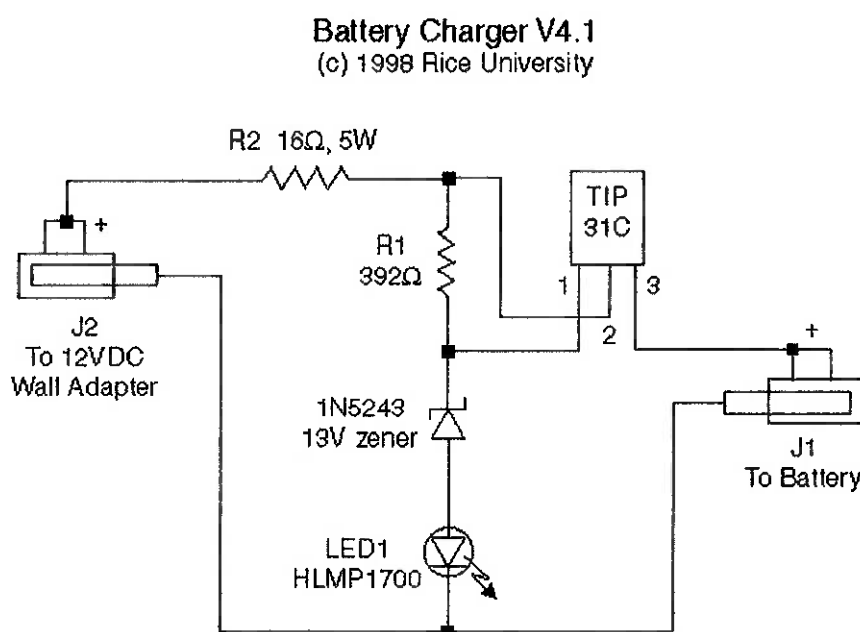 Battery Charger V4.1
(c) 1998 Rice University
R2 16Ω, 5W
TIP
31C
+
R1
392Ω
1
3
2
J2
To 12VDC
Wall Adapter
+
1N5243
13V zener
J1
To Battery
LED1
HLMP1700